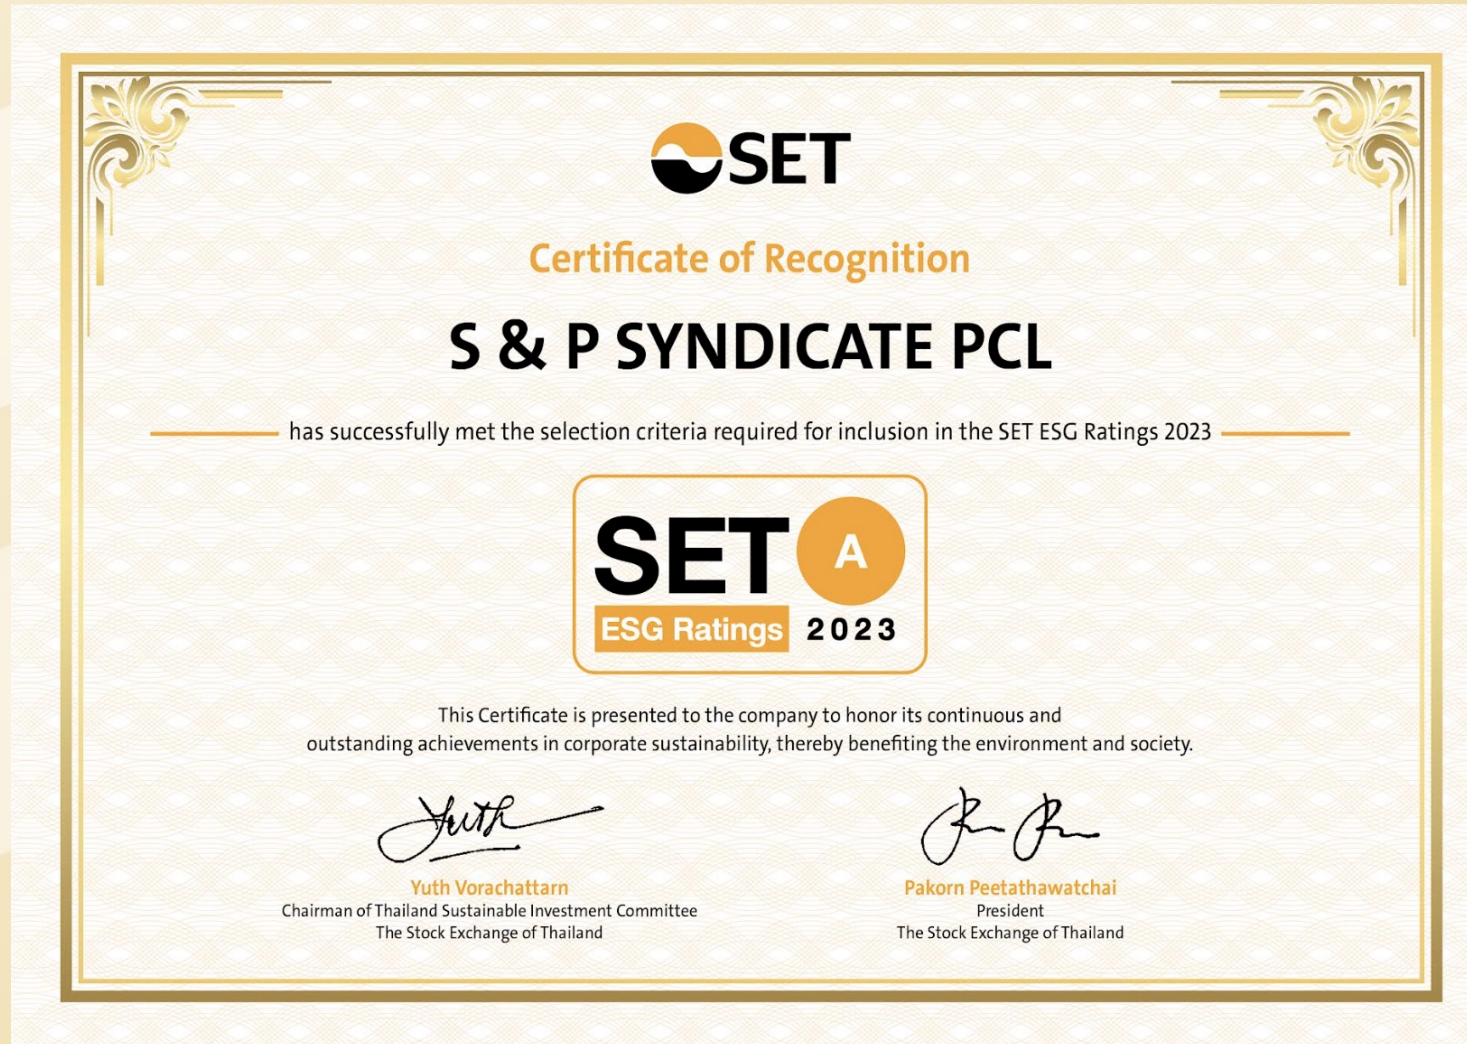 SET
Certificate of Recognition
S & P SYNDICATE PCL
has successfully met the selection criteria required for inclusion in the SET ESG Ratings 2023
SET A
ESG Ratings 2023
This Certificate is presented to the company to honor its continuous and
outstanding achievements in corporate sustainability, thereby benefiting the environment and society.
Yuth
Yuth Vorachattarn
Chairman of Thailand Sustainable Investment Committee
The Stock Exchange of Thailand
Pakorn Peetathawatchai
President
The Stock Exchange of Thailand